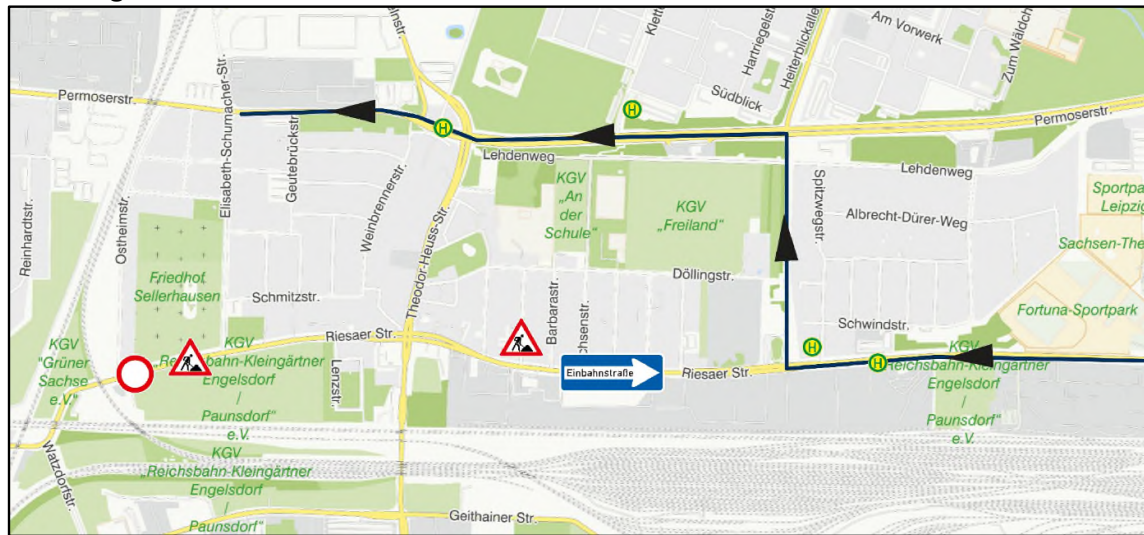 Permoserstr.
Elisabeth-Schumacher-Str.
Geutebrückstr.
Weinbrennerstr.
Reinhardtstr.
Ostheimstr.
Friedhof
Sellerhausen
Schmitzstr.
KGV
"Grüner
Sachse
e.V."
Watzdorfstr.
Riesaer Str.
KGV
„Reichsbahn-Kleingärtner
Engelsdorf
/
Paunsdorf"
e.V.
KGV
„Reichsbahn-Kleingärtner
Engelsdorf
/
Paunsdorf"
Lenzstr.
Theodor-Heuss-Str.
H
Lehdenweg
KGV
„An
der
Schule"
KGV
„Freiland"
Döllingstr.
Barbarastr.
Einbahnstraße
Riesaer Str.
Geithainer Str.
H
Südblick
Hartriegelstr.
Heiterblickallee
Am Vorwerk
Zum Wäldchen
Permoserstr.
Lehdenweg
Spitzwegstr.
Albrecht-Dürer-Weg
Schwindstr.
H
H
Sachsen-The
Fortuna-Sportpark
KGV
„Reichsbahn-Kleingärtner
Engelsdorf
/
Paunsdorf"
e.V.